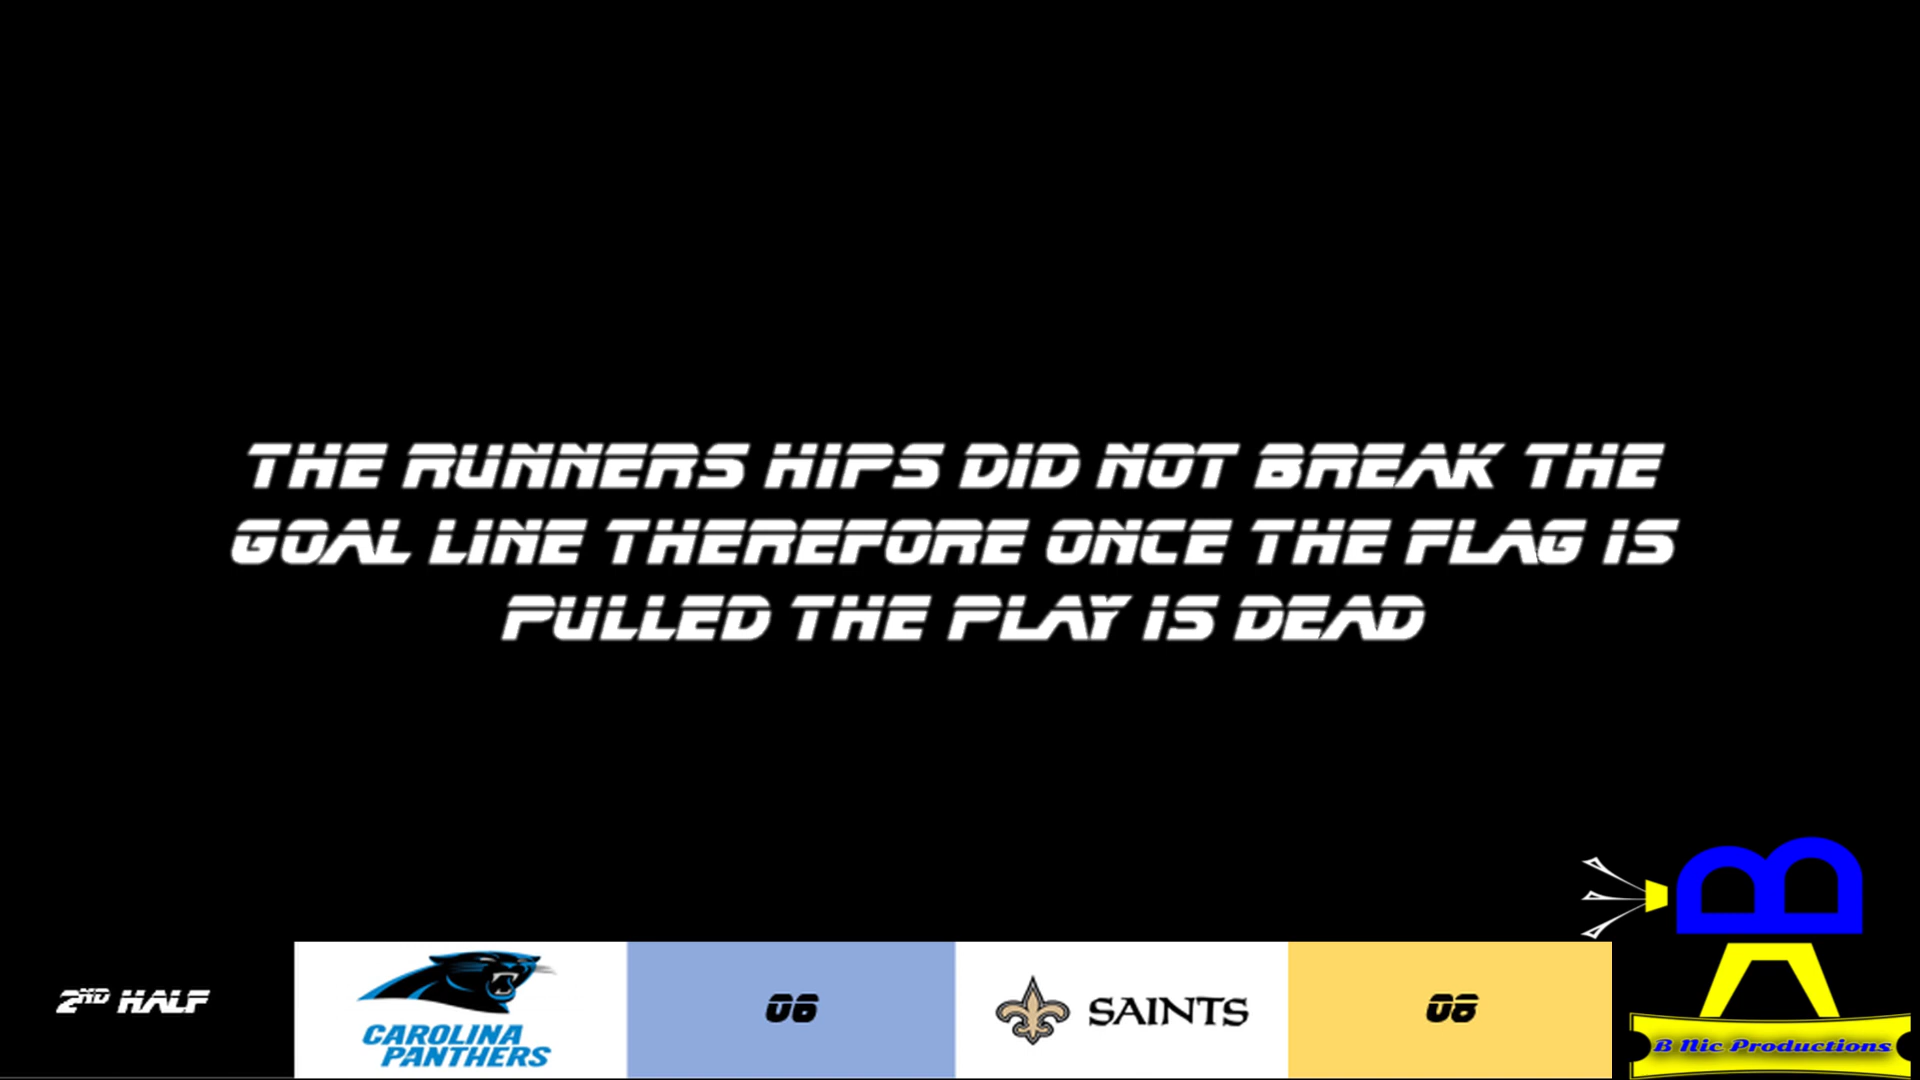 THE RUNNERS HIPS DID NOT BREAK THE
GOAL LINE THEREFORE ONCE THE FLAG IS
PULLED THE PLAY IS DEAD
2ND HALF
CAROLINA
PANTHERS
06
SAINTS
08
B
B Nic Productions